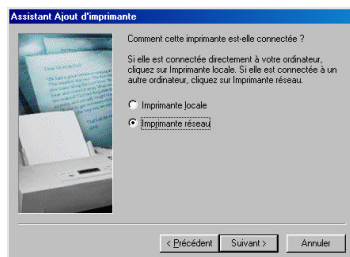 Assistant Ajout d'imprimante
Comment cette imprimante est-elle connectée ?
Si elle est connectée directement à votre ordinateur,
cliquez sur Imprimante locale. Si elle est connectée à un
autre ordinateur, cliquez sur Imprimante réseau.
Imprimante locale
Imprimante réseau
< Précédent
Suivant >
Annuler